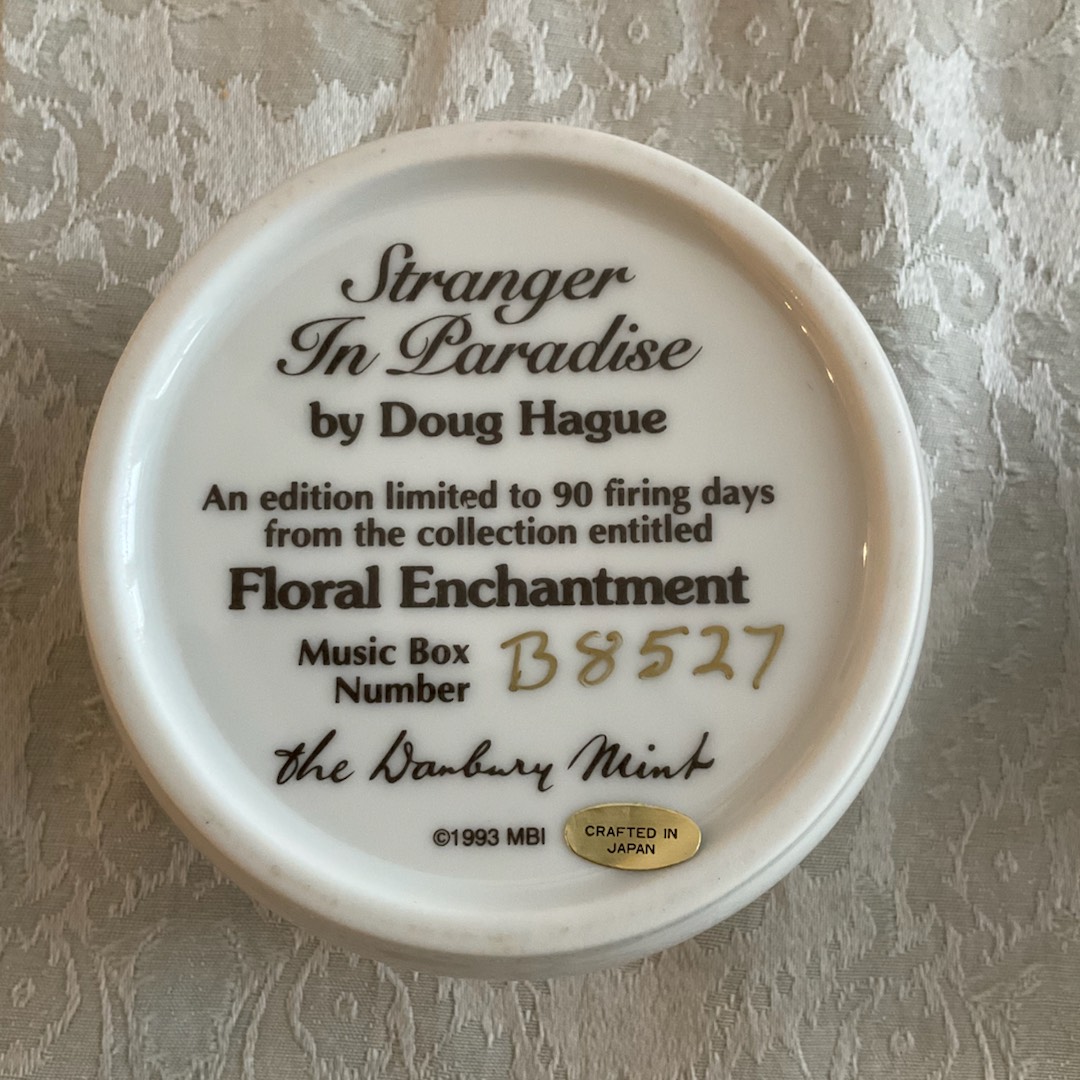 Stranger
In Paradise
by Doug Hague
An edition limited to 90 firing days
from the collection entitled
Floral Enchantment
Music Box
Number B8527
the Danbury Mint
©1993 MBI
CRAFTED IN
JAPAN